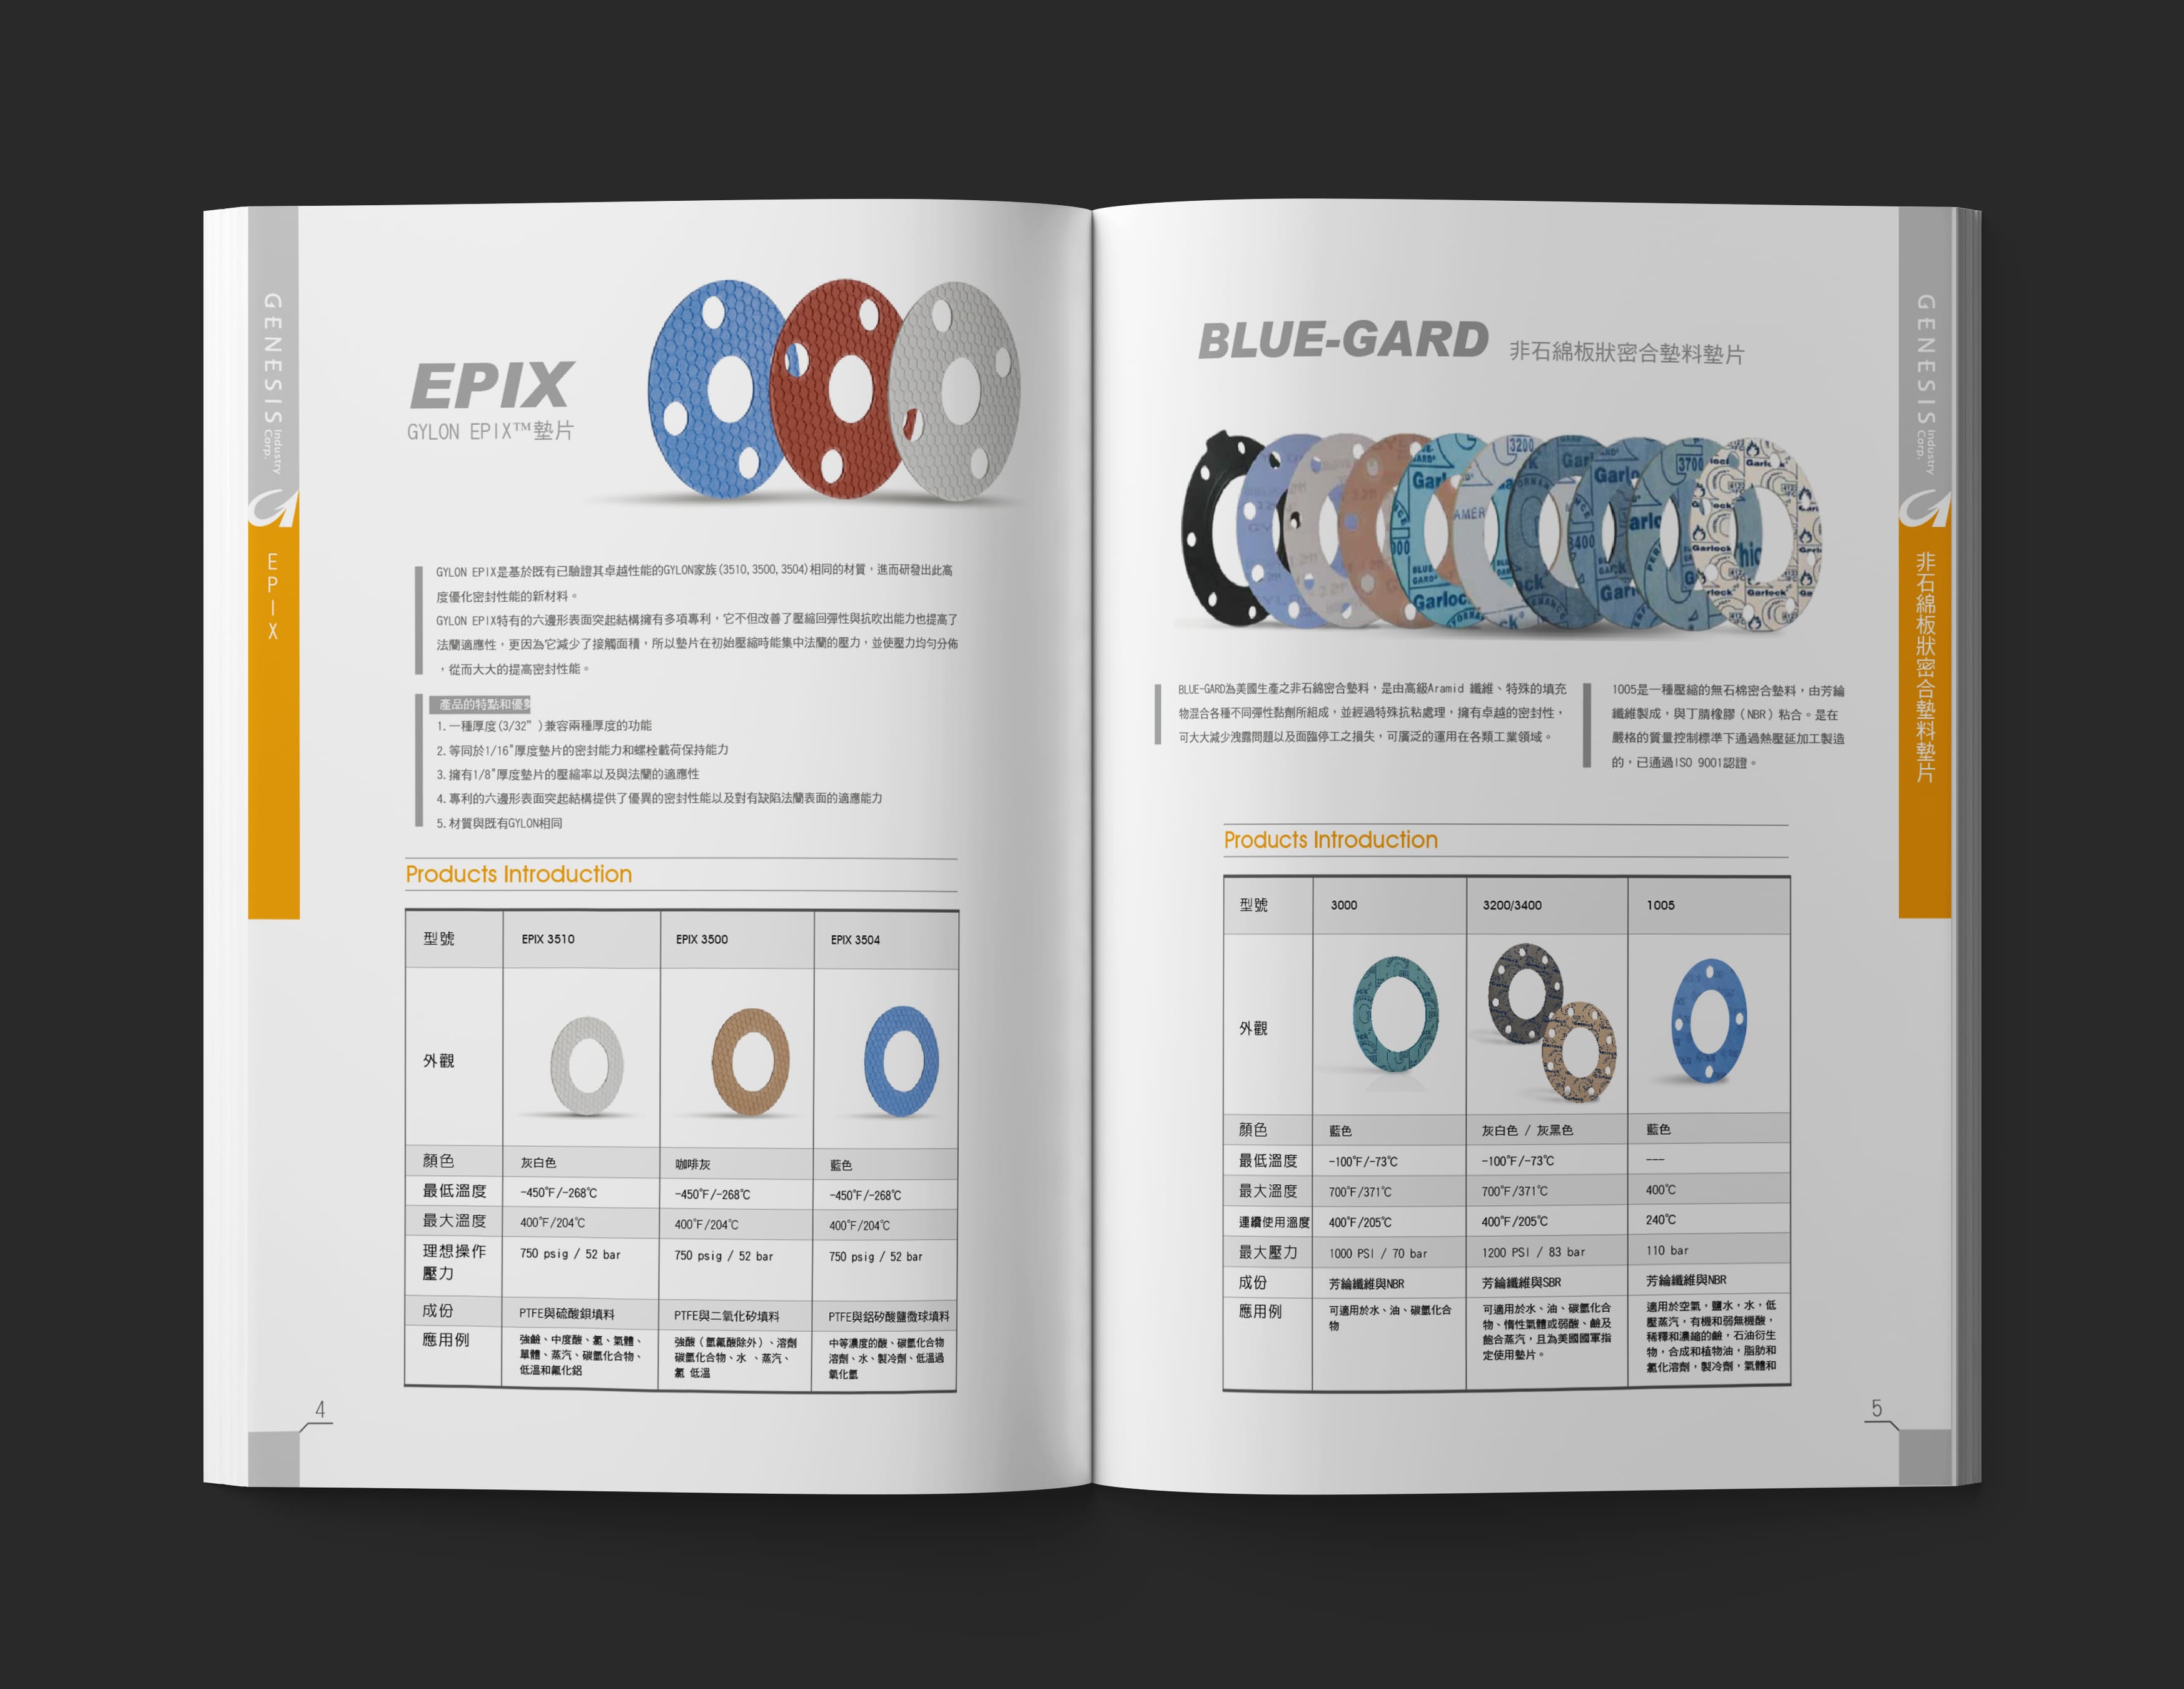 GENESIS Industry Corp.
EPIX
EPIX
GYLON EPIX™墊片
GYLON EPIX是基於既有已驗證其卓越性能的GYLON家族(3510,3500,3504)相同的材質，進而研發出此高
度優化密封性能的新材料。
GYLON EPIX特有的六邊形表面突起結構擁有多項專利，它不但改善了壓縮回彈性與抗吹出能力也提高了
法蘭適應性，更因為它減少了接觸面積，所以墊片在初始壓縮時能集中法蘭的壓力，並使壓力均勻分佈
，從而大大的提高密封性能。
產品的特點和優勢
1.一種厚度(3/32”)兼容兩種厚度的功能
2.等同於1/16"厚度墊片的密封能力和螺栓載荷保持能力
3.擁有1/8"厚度墊片的壓縮率以及與法蘭的適應性
4.專利的六邊形表面突起結構提供了優異的密封性能以及對有缺陷法蘭表面的適應能力
5.材質與既有GYLON相同
Products Introduction
型號 EPIX 3510 EPIX 3500 EPIX 3504
外觀
顏色 灰白色 咖啡灰 藍色
最低溫度 -450°F/-268°C -450°F/-268°C -450°F/-268°C
最大溫度 400°F/204°C 400°F/204°C 400°F/204°C
理想操作 750 psig / 52 bar 750 psig / 52 bar 750 psig / 52 bar
壓力
成份 PTFE與硫酸鋇填料 PTFE與二氧化矽填料 PTFE與鋁矽酸鹽微球填料
應用例 強鹼、中度酸、氯、氣體、 強酸（氫氟酸除外）、溶劑 中等濃度的酸、碳氫化合物
單體、蒸汽、碳氫化合物、 碳氫化合物、水 、蒸汽、 溶劑、水、製冷劑、低溫過
低溫和氟化鋁 氯 低溫 氧化氫
4
BLUE-GARD 非石綿板狀密合墊料墊片
3200
3700
Garlock
3400
BLUE-GARD為美國生產之非石綿密合墊料，是由高級Aramid 纖維、特殊的填充
物混合各種不同彈性黏劑所組成，並經過特殊抗粘處理，擁有卓越的密封性，
可大大減少洩露問題以及面臨停工之損失，可廣泛的運用在各類工業領域。
1005是一種壓縮的無石棉密合墊料，由芳綸
纖維製成，與丁腈橡膠（NBR）粘合。是在
嚴格的質量控制標準下通過熱壓延加工製造
的，已通過ISO 9001認證。
Products Introduction
型號 3000 3200/3400 1005
外觀
顏色 藍色 灰白色 / 灰黑色 藍色
最低溫度 -100°F/-73°C -100°F/-73°C ---
最大溫度 700°F/371°C 700°F/371°C 400°C
連續使用溫度 400°F/205°C 400°F/205°C 240°C
最大壓力 1000 PSI / 70 bar 1200 PSI / 83 bar 110 bar
成份 芳綸纖維與NBR 芳綸纖維與SBR 芳綸纖維與NBR
應用例 可適用於水、油、碳氫化合 可適用於水、油、碳氫化合 適用於空氣，鹽水，水，低
物 物、惰性氣體或弱酸、鹼及 壓蒸汽，有機和弱無機酸，
飽合蒸汽，且為美國國軍指 稀釋和濃縮的鹼，石油衍生
定使用墊片。 物，合成和植物油，脂肪和
氯化溶劑，製冷劑，氣體和
5
GENESIS Industry Corp.
非石綿板狀密合墊料墊片